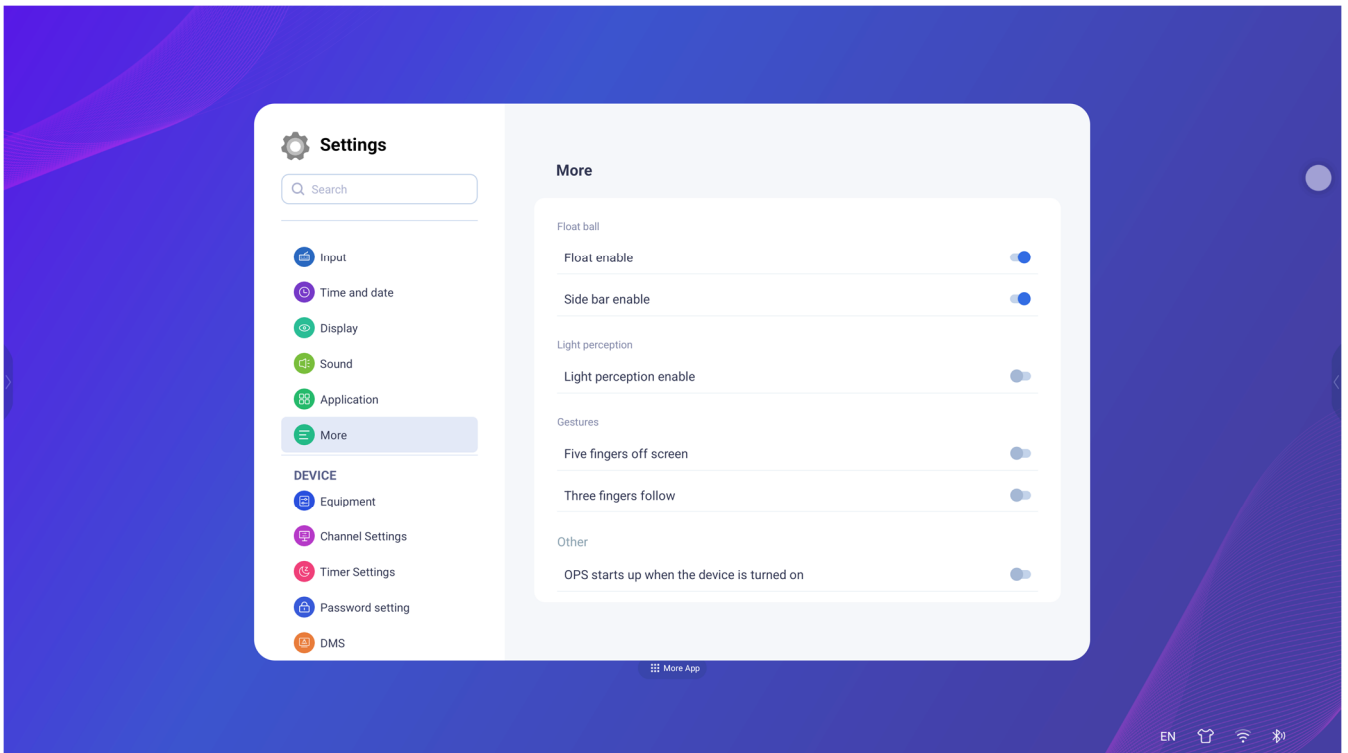 Settings
Search
Input
Time and date
Display
Sound
Application
More
DEVICE
Equipment
Channel Settings
Timer Settings
Password setting
DMS
More
Float ball
Float enable
Side bar enable
Light perception
Light perception enable
Gestures
Five fingers off screen
Three fingers follow
Other
OPS starts up when the device is turned on
More App
EN